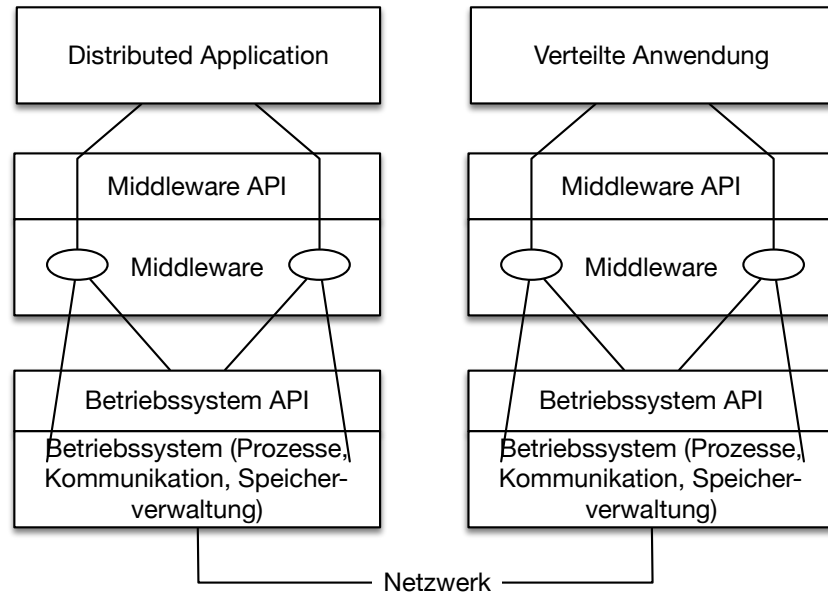 Distributed Application
Verteilte Anwendung
Middleware API
Middleware API
Middleware
Middleware
Betriebssystem API
Betriebssystem API
Betriebssystem (Prozesse,
Kommunikation, Speicher-
verwaltung)
Betriebssystem (Prozesse,
Kommunikation, Speicher-
verwaltung)
Netzwerk